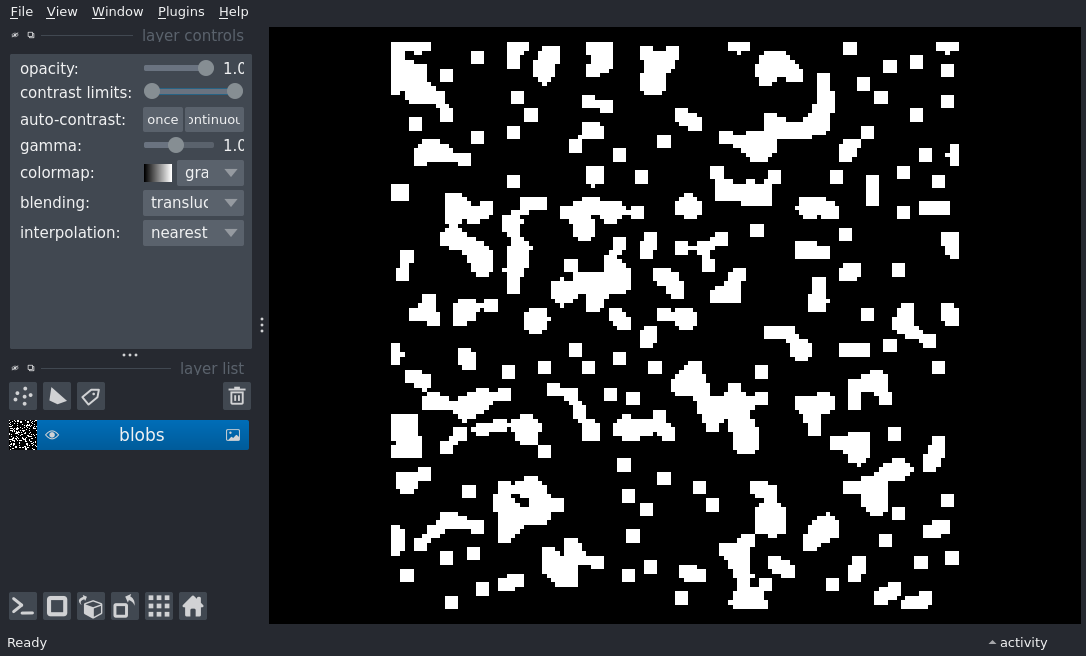 File View Window Plugins Help
layer controls
opacity: 1.0
contrast limits:
auto-contrast: once ontinuou
gamma: 1.0
colormap: gra
blending: transluc
interpolation: nearest
layer list
blobs
Ready activity